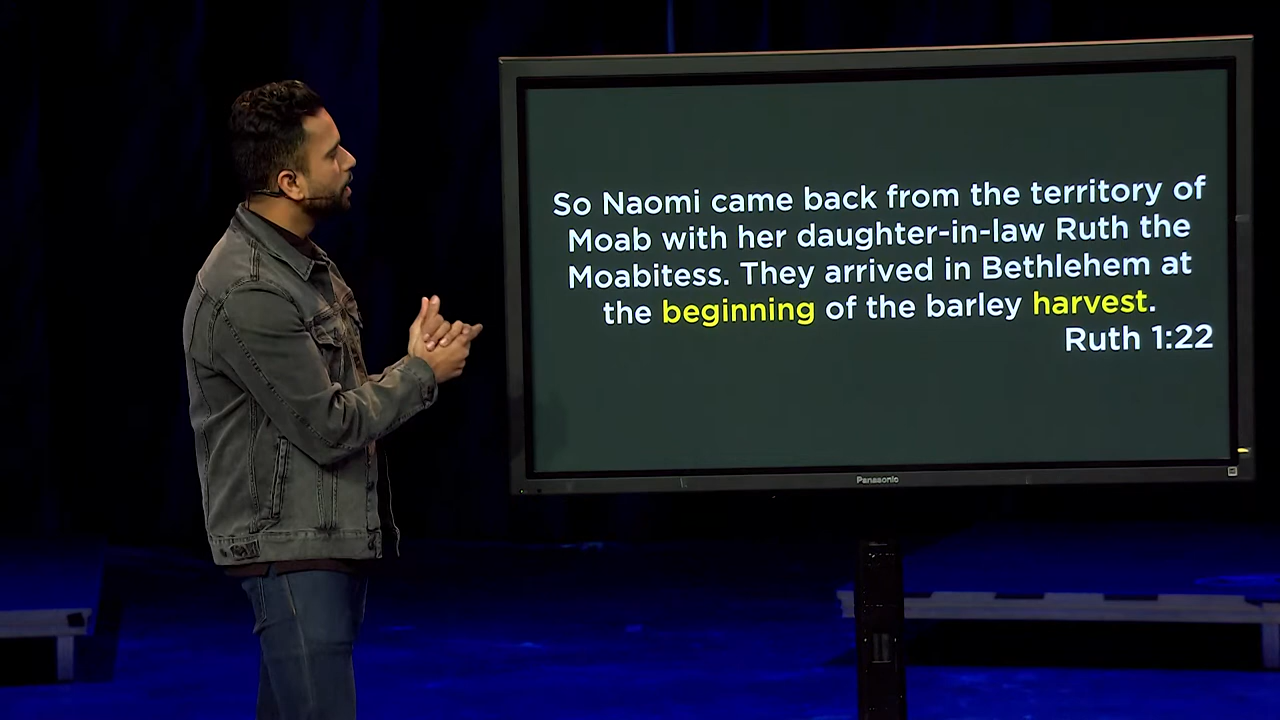 So Naomi came back from the territory of
Moab with her daughter-in-law Ruth the
Moabitess. They arrived in Bethlehem at
the beginning of the barley harvest.
Ruth 1:22
Panasonic